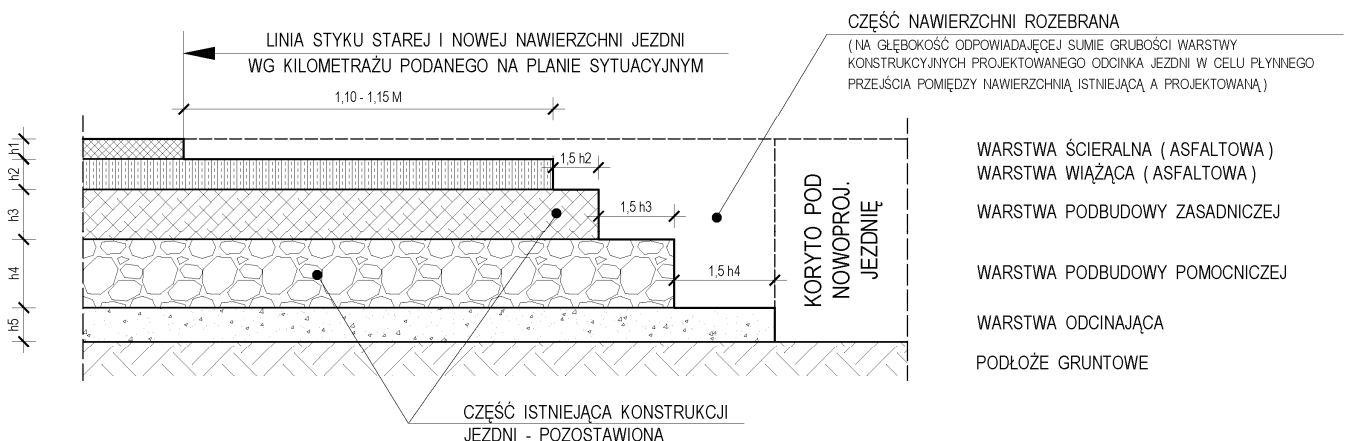 LINIA STYKU STAREJ I NOWEJ NAWIERZCHNI JEZDNI
WG KILOMETRAŻU PODANEGO NA PLANIE SYTUACYJNYM
CZĘŚĆ NAWIERZCHNI ROZEBRANA
( NA GŁĘBOKOŚĆ ODPOWIADAJĄCEJ SUMIE GRUBOŚCI WARSTWY
KONSTRUKCYJNYCH PROJEKTOWANEGO ODCINKA JEZDNI W CELU PŁYNNEGO
PRZEJŚCIA POMIĘDZY NAWIERZCHNIĄ ISTNIEJĄCĄ A PROJEKTOWANĄ )
1,10 - 1,15 M
h1
h2
h3
h4
h5
1,5 h2
1,5 h3
1,5 h4
KORYTO POD
NOWOPROJ.
JEZDNIĘ
WARSTWA ŚCIERALNA ( ASFALTOWA )
WARSTWA WIĄŻĄCA ( ASFALTOWA )
WARSTWA PODBUDOWY ZASADNICZEJ
WARSTWA PODBUDOWY POMOCNICZEJ
WARSTWA ODCINAJĄCA
PODŁOŻE GRUNTOWE
CZĘŚĆ ISTNIEJĄCA KONSTRUKCJI
JEZDNI - POZOSTAWIONA